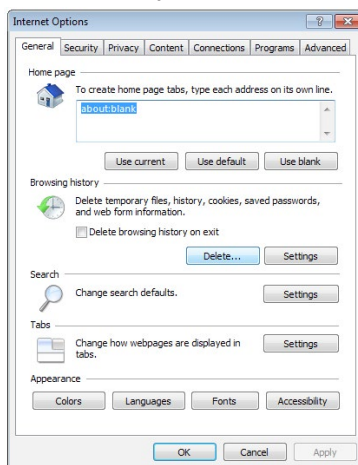 Internet Options
General Security Privacy Content Connections Programs Advanced
Home page
To create home page tabs, type each address on its own line.
about:blank
Use current Use default Use blank
Browsing history
Delete temporary files, history, cookies, saved passwords,
and web form information.
Delete browsing history on exit
Delete... Settings
Search
Change search defaults. Settings
Tabs
Change how webpages are displayed in
tabs. Settings
Appearance
Colors Languages Fonts Accessibility
OK Cancel Apply